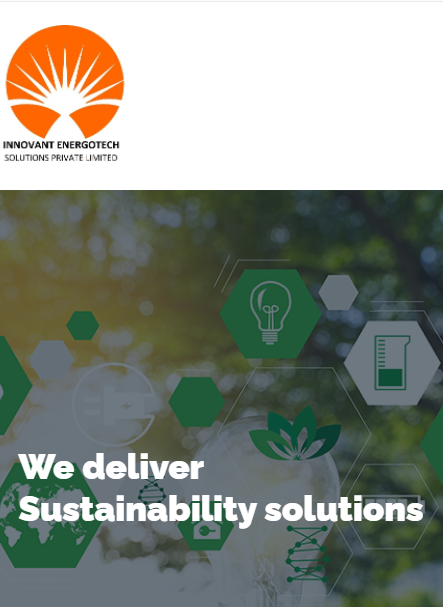 INNOVANT ENERGOTECH
SOLUTIONS PRIVATE LIMITED
We deliver
Sustainability solutions